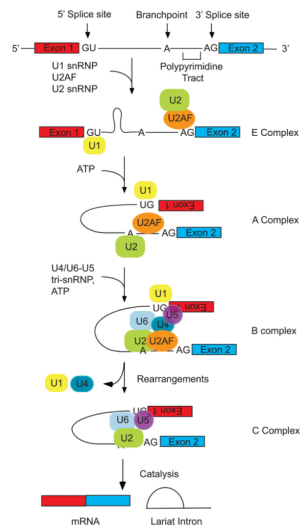 5' Splice site Branchpoint 3' Splice site
5' Exon 1 GU A AG Exon 2 3'
U1 snRNP
U2AF
U2 snRNP
Polypyrimidine
Tract
U2
U2AF
Exon 1 GU A AG Exon 2 E Complex
U1
ATP
U1
UG Exon 1
U2AF A Complex
A A AG Exon 2
U2
U4/U6-U5
tri-snRNP,
ATP
U1
UG Exon 1
U5
U6 U4
B complex
U2 U2AF
A AG Exon 2
U1 U4 Rearrangements
UG Exon 1
U6 U5
C Complex
U2
A AG Exon 2
Catalysis
mRNA Lariat Intron